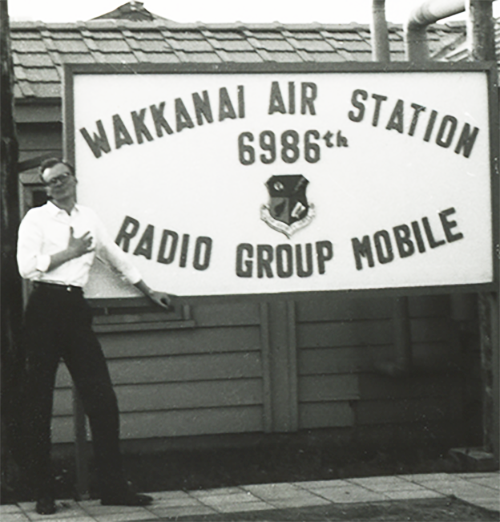 WAKKANAI AIR STATION
6986th
RADIO GROUP MOBILE